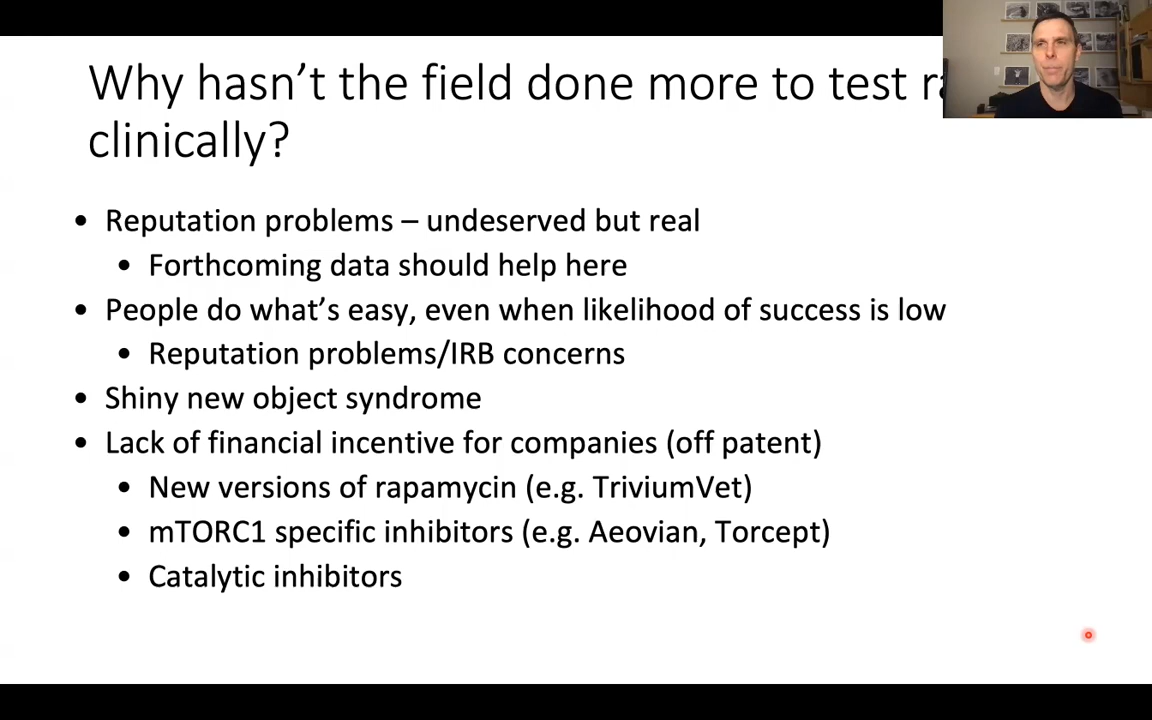 Why hasn't the field done more to test
clinically?
• Reputation problems – undeserved but real
• Forthcoming data should help here
• People do what's easy, even when likelihood of success is low
• Reputation problems/IRB concerns
• Shiny new object syndrome
• Lack of financial incentive for companies (off patent)
• New versions of rapamycin (e.g. TriviumVet)
• mTORC1 specific inhibitors (e.g. Aeovian, Torcept)
• Catalytic inhibitors